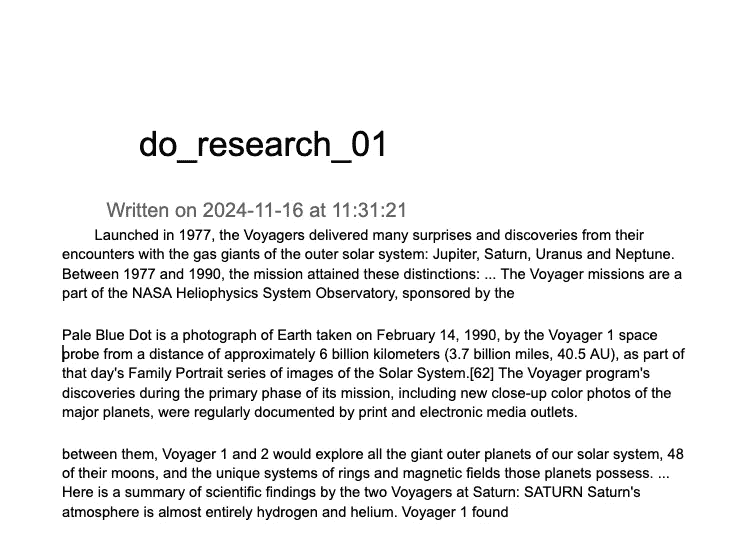 do_research_01
Written on 2024-11-16 at 11:31:21
Launched in 1977, the Voyagers delivered many surprises and discoveries from their
encounters with the gas giants of the outer solar system: Jupiter, Saturn, Uranus and Neptune.
Between 1977 and 1990, the mission attained these distinctions: ... The Voyager missions are a
part of the NASA Heliophysics System Observatory, sponsored by the
Pale Blue Dot is a photograph of Earth taken on February 14, 1990, by the Voyager 1 space
probe from a distance of approximately 6 billion kilometers (3.7 billion miles, 40.5 AU), as part of
that day's Family Portrait series of images of the Solar System.[62] The Voyager program's
discoveries during the primary phase of its mission, including new close-up color photos of the
major planets, were regularly documented by print and electronic media outlets.
between them, Voyager 1 and 2 would explore all the giant outer planets of our solar system, 48
of their moons, and the unique systems of rings and magnetic fields those planets possess. ...
Here is a summary of scientific findings by the two Voyagers at Saturn: SATURN Saturn's
atmosphere is almost entirely hydrogen and helium. Voyager 1 found